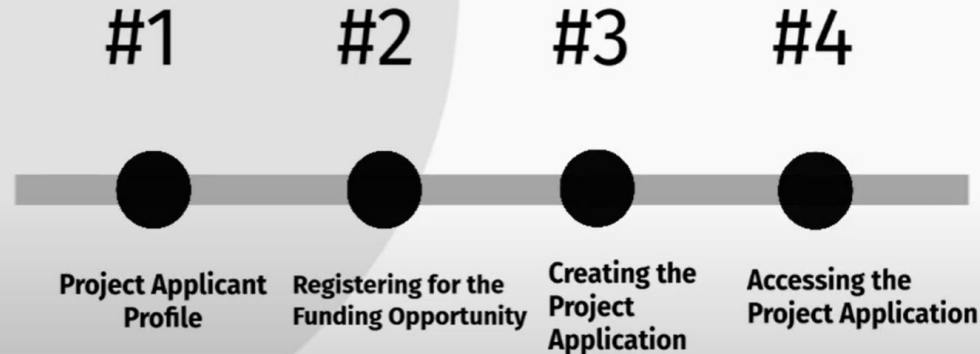 #1
#2
#3
#4
Project Applicant
Profile
Registering for the
Funding Opportunity
Creating the
Project
Application
Accessing the
Project Application